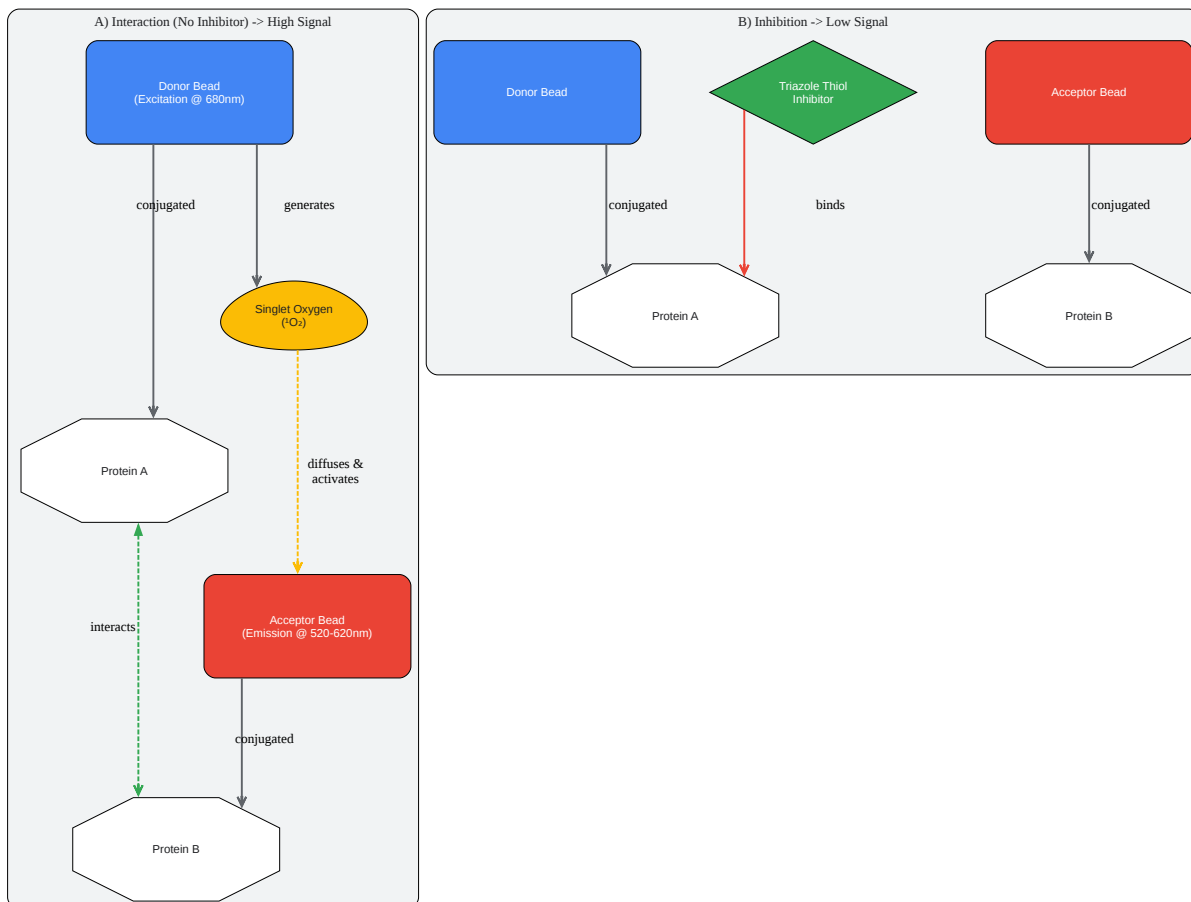 A) Interaction (No Inhibitor) -> High Signal
Donor Bead
(Excitation @ 680nm)
conjugated
generates
Singlet Oxygen
(¹O₂)
Protein A
diffuses &
activates
interacts
Acceptor Bead
(Emission @ 520-620nm)
conjugated
Protein B
B) Inhibition -> Low Signal
Donor Bead
Triazole Thiol
Inhibitor
Acceptor Bead
conjugated
binds
conjugated
Protein A
Protein B